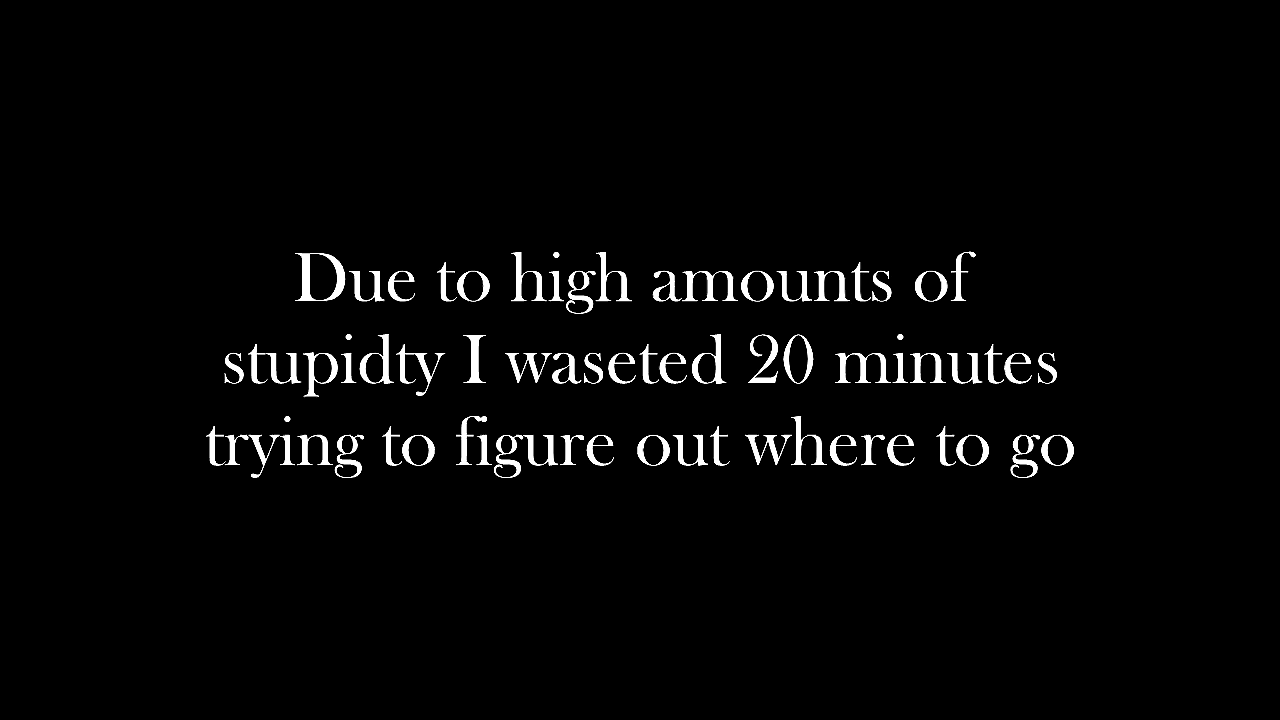 Due to high amounts of
stupidty I waseted 20 minutes
trying to figure out where to go